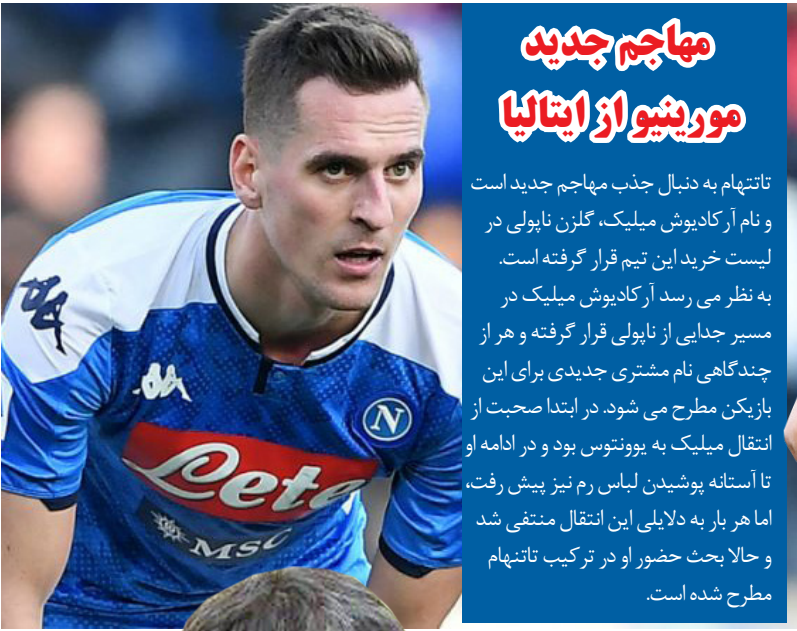 مهاجم جدید
مورینیو از ایتالیا
تاتتهام به دنبال جذب مهاجم جدید است
و نام آرکادیوش میلیک، گلزن ناپولی در
لیست خرید این تیم قرار گرفته است.
به نظر می رسد آرکادیوش میلیک در
مسیر جدایی از ناپولی قرار گرفته و هر از
چندگاهی نام مشتری جدیدی برای این
بازیکن مطرح می شود. در ابتدا صحبت از
انتقال میلیک به یوونتوس بود و در ادامه او
تا آستانه پوشیدن لباس رم نیز پیش رفت،
اما هر بار به دلایلی این انتقال منتفی شد
و حالا بحث حضور او در ترکیب تاتنهام
مطرح شده است.
N
Lete
MSC